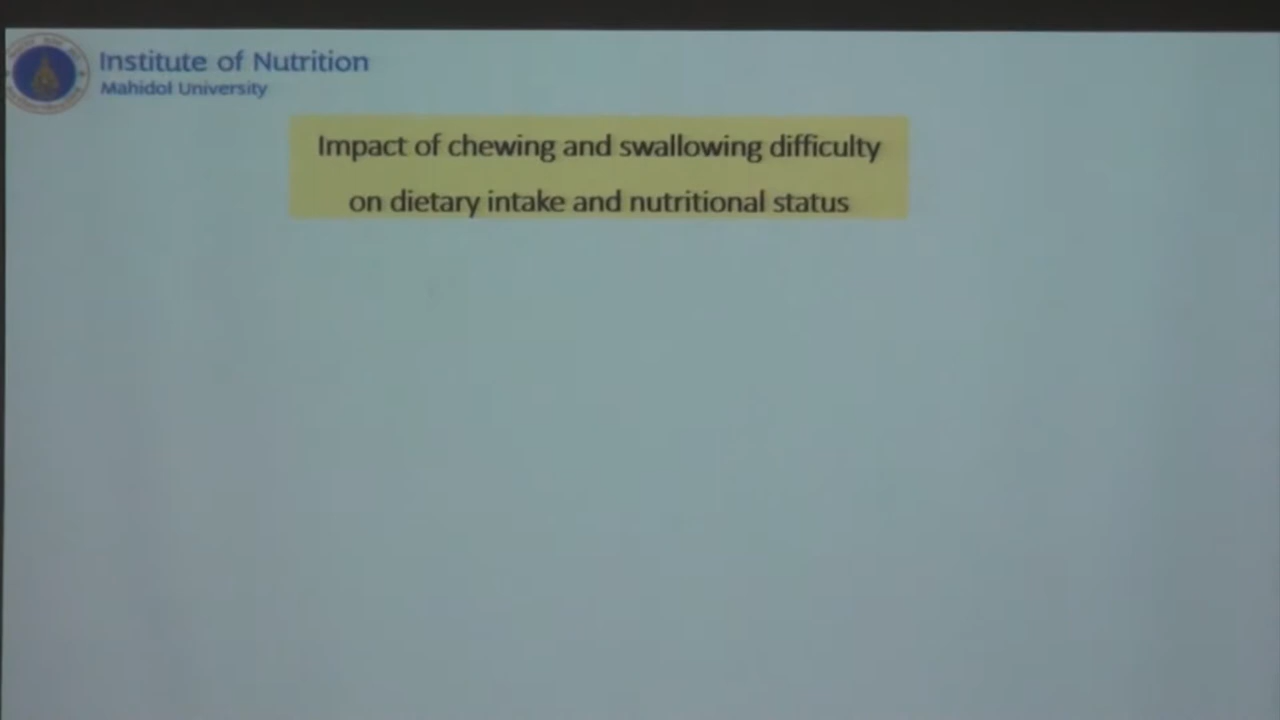 Institute of Nutrition
Mahidol University
Impact of chewing and swallowing difficulty
on dietary intake and nutritional status